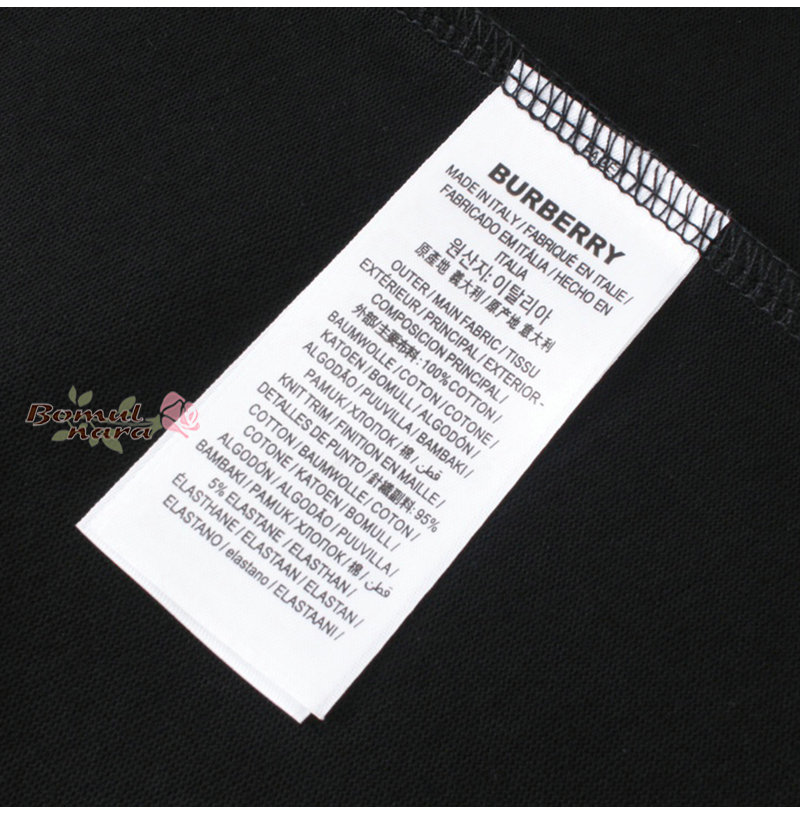 BURBERRY
MADE IN ITALY / FABRIQUÉ EN ITALIE /
FABRICADO EM ITÁLIA / HECHO EN
ITALIA
원산지: 이탈리아
原產地 義大利 / 原产地 意大利
OUTER / MAIN FABRIC / TISSU
EXTÉRIEUR / PRINCIPAL / EXTERIOR -
COMPOSICION PRINCIPAL /
外部/主要布料: 100% COTTON /
BAUMWOLLE / COTON / COTONE /
KATOEN / BOMULL / ALGODÓN /
ALGODÃO / PUUVILLA / BAMBAKI /
PAMUK / ХЛОПОК / 棉 / قطن /
KNIT TRIM / FINITION EN MAILLE /
DETALLES DE PUNTO / 針織副料: 95%
COTTON / BAUMWOLLE / COTON /
COTONE / KATOEN / BOMULL /
ALGODÓN / ALGODÃO / PUUVILLA /
BAMBAKI / PAMUK / ХЛОПОК / 棉 / قطن /
5% ELASTANE / ELASTHAN /
ÉLASTHANE / ELASTAAN / ELASTAN /
ELASTANO / elastano / ELASTAANI /
Bomul
nara